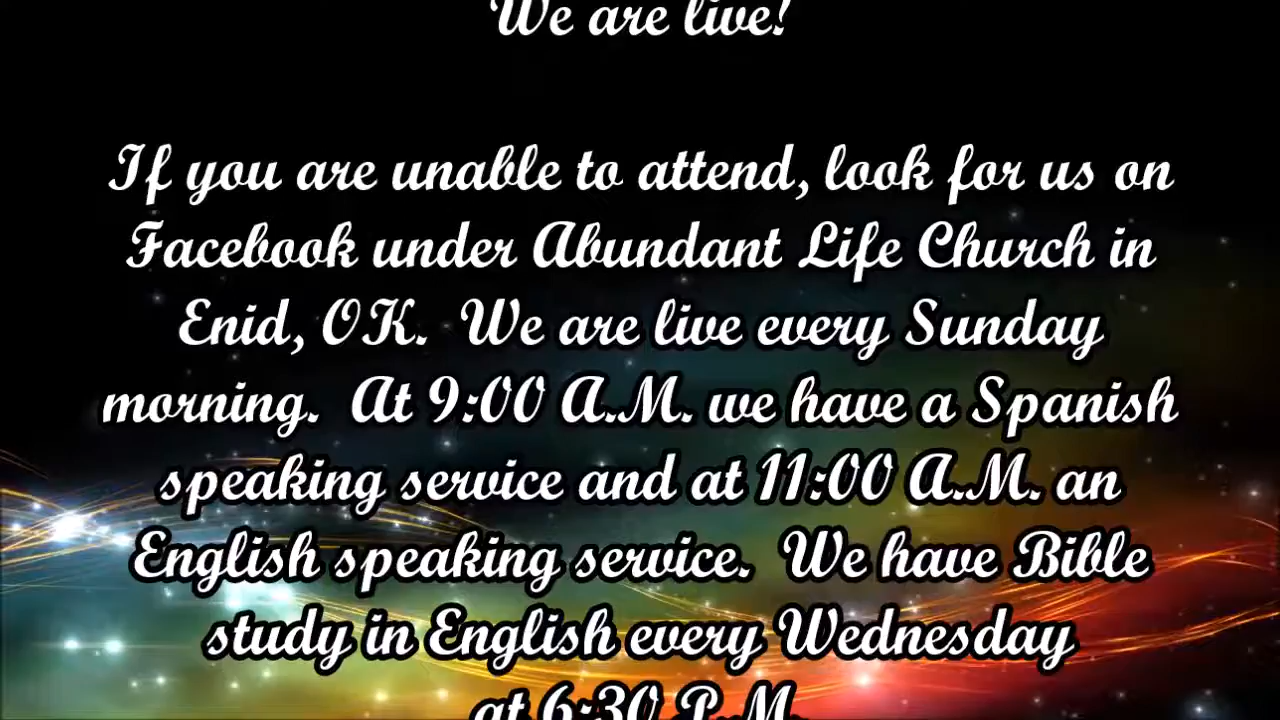 We are live!
If you are unable to attend, look for us on
Facebook under Abundant Life Church in
Enid, OK.  We are live every Sunday
morning.  At 9:00 A.M. we have a Spanish
speaking service and at 11:00 A.M. an
English speaking service.  We have Bible
study in English every Wednesday
at 6:30 P.M.